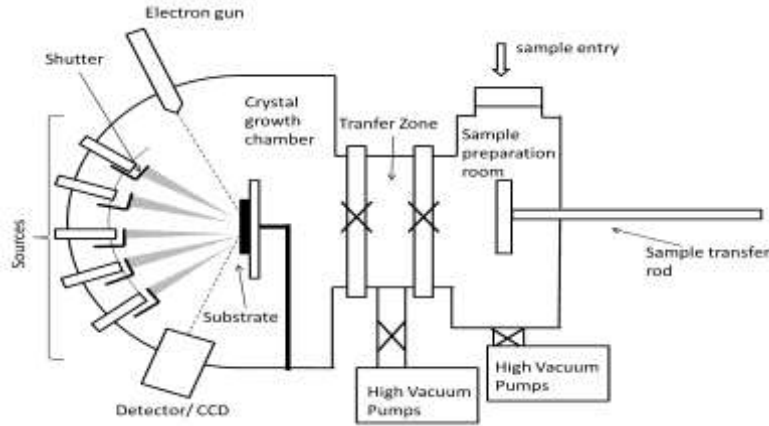 Electron gun
Shutter
sample entry
Crystal
growth
chamber
Tranfer Zone
Sample
preparation
room
Sources
Sample transfer
rod
Substrate
High Vacuum
Pumps
High Vacuum
Pumps
Detector/ CCD